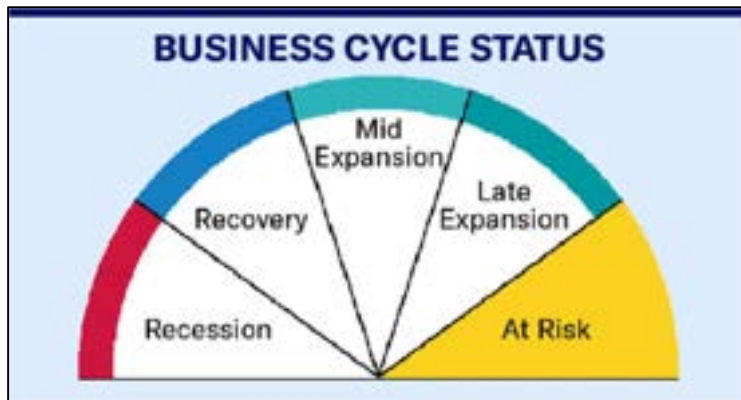 BUSINESS CYCLE STATUS
Mid
Expansion
Recovery
Late
Expansion
Recession
At Risk